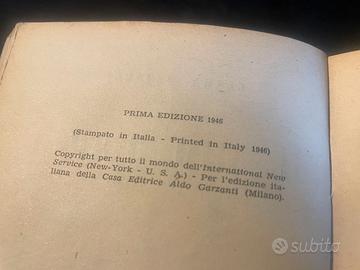 PRIMA EDIZIONE 1946
(Stampato in Italia - Printed in Italy 1946)
Copyright per tutto il mondo dell'International New
Service (New-York - U. S. A.) - Per l'edizione ita-
liana della Casa Editrice Aldo Garzanti (Milano).
subito